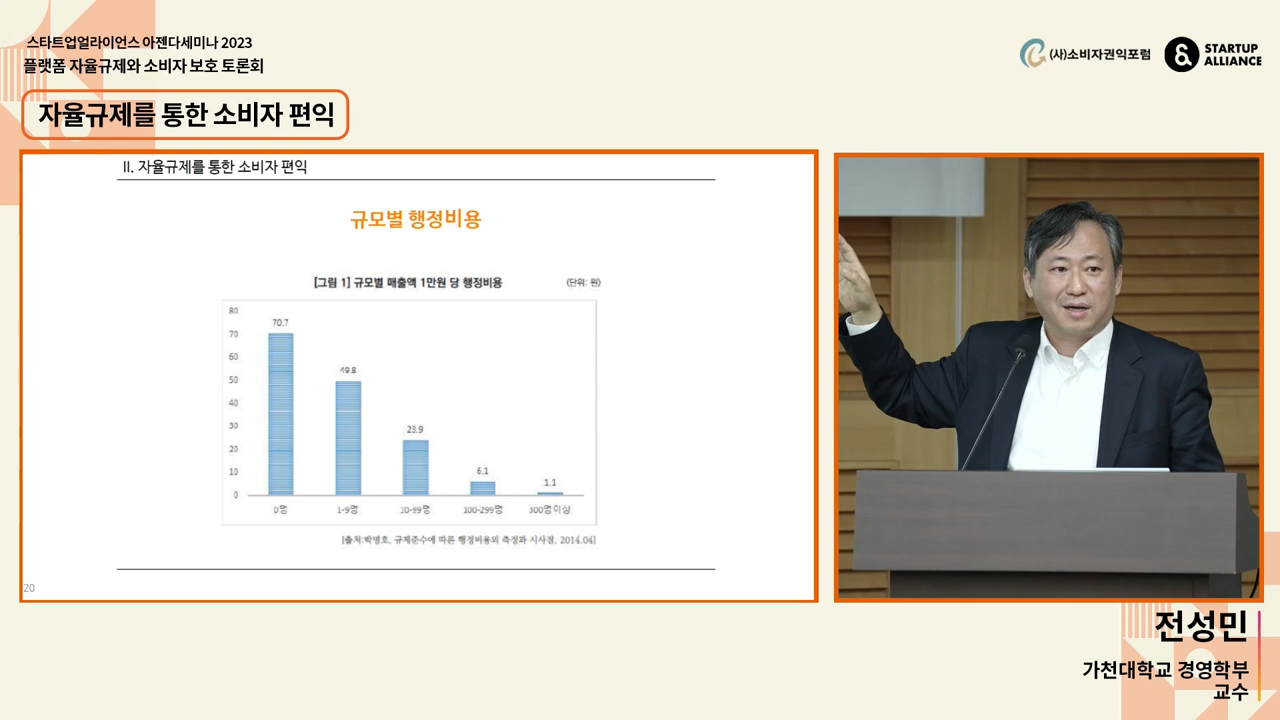 스타트업얼라이언스 아젠다세미나 2023
플랫폼 자율규제와 소비자 보호 토론회
(사)소비자권익포럼
STARTUP
ALLIANCE
자율규제를 통한 소비자 편익
II. 자율규제를 통한 소비자 편익
규모별 행정비용
[그림 1] 규모별 매출액 1만원 당 행정비용
(단위: 원)
80
70
60
50
40
30
20
10
0
70.7
49.8
23.9
6.1
1.1
0명
1-9명
10-99명
100-299명
300명이상
[출처:박영호, 규제준수에 따른 행정비용의 측정과 시사점, 2014.04]
20
전성민
가천대학교 경영학부
교수